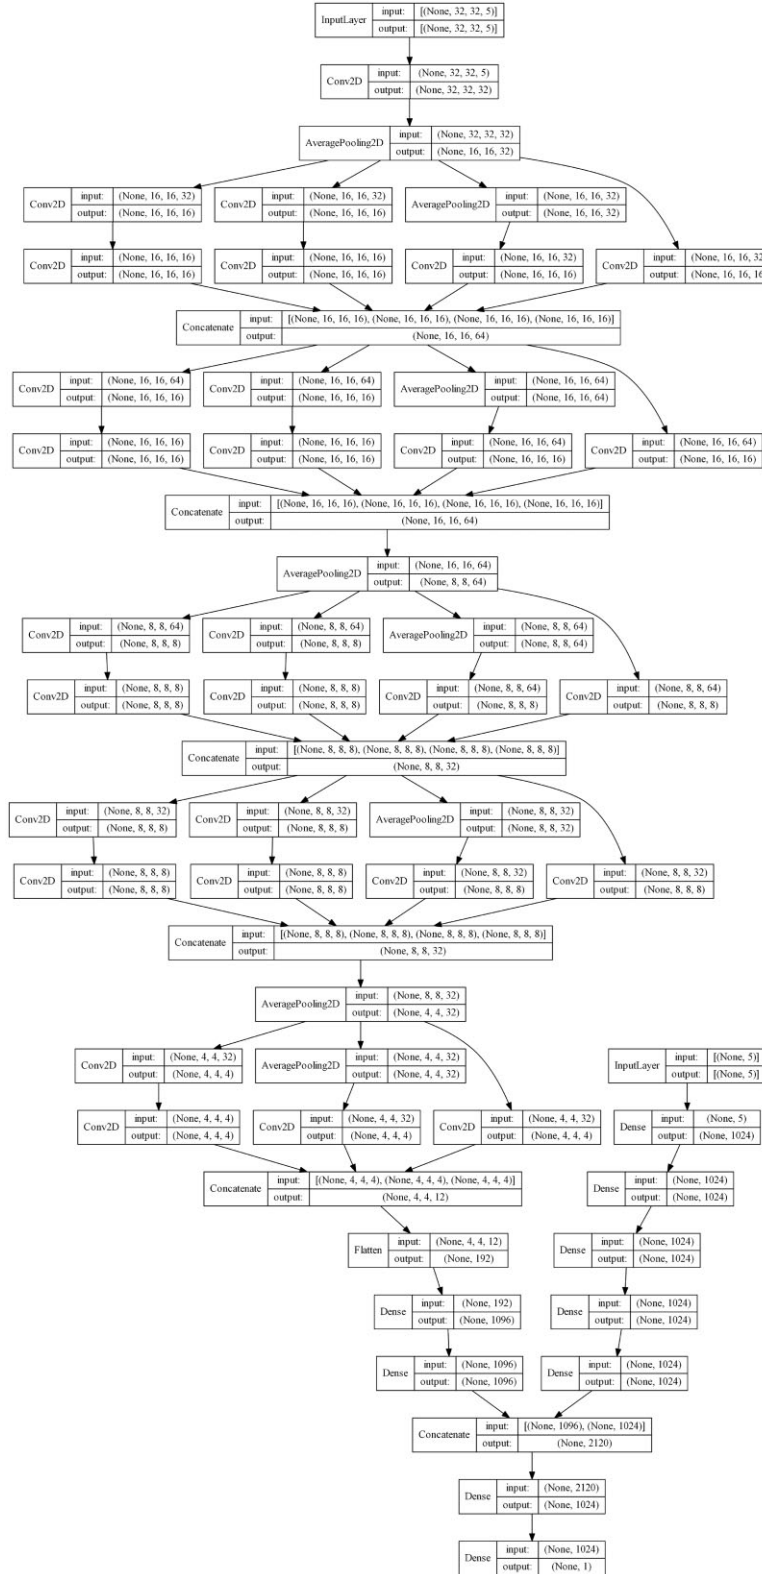 InputLayer input: [(None, 32, 32, 5)]
output: [(None, 32, 32, 5)]
Conv2D input: (None, 32, 32, 5)
output: (None, 32, 32, 32)
AveragePooling2D input: (None, 32, 32, 32)
output: (None, 16, 16, 32)
Conv2D input: (None, 16, 16, 32) Conv2D input: (None, 16, 16, 32) AveragePooling2D input: (None, 16, 16, 32)
output: (None, 16, 16, 16) output: (None, 16, 16, 16) output: (None, 16, 16, 32)
Conv2D input: (None, 16, 16, 16) Conv2D input: (None, 16, 16, 16) Conv2D input: (None, 16, 16, 32) Conv2D input: (None, 16, 16, 32
output: (None, 16, 16, 16) output: (None, 16, 16, 16) output: (None, 16, 16, 16) output: (None, 16, 16, 16
Concatenate input: [(None, 16, 16, 16), (None, 16, 16, 16), (None, 16, 16, 16), (None, 16, 16, 16)]
output: (None, 16, 16, 64)
Conv2D input: (None, 16, 16, 64) Conv2D input: (None, 16, 16, 64) AveragePooling2D input: (None, 16, 16, 64)
output: (None, 16, 16, 16) output: (None, 16, 16, 16) output: (None, 16, 16, 64)
Conv2D input: (None, 16, 16, 16) Conv2D input: (None, 16, 16, 16) Conv2D input: (None, 16, 16, 64) Conv2D input: (None, 16, 16, 64)
output: (None, 16, 16, 16) output: (None, 16, 16, 16) output: (None, 16, 16, 16) output: (None, 16, 16, 16)
Concatenate input: [(None, 16, 16, 16), (None, 16, 16, 16), (None, 16, 16, 16), (None, 16, 16, 16)]
output: (None, 16, 16, 64)
AveragePooling2D input: (None, 16, 16, 64)
output: (None, 8, 8, 64)
Conv2D input: (None, 8, 8, 64) Conv2D input: (None, 8, 8, 64) AveragePooling2D input: (None, 8, 8, 64)
output: (None, 8, 8, 8) output: (None, 8, 8, 8) output: (None, 8, 8, 64)
Conv2D input: (None, 8, 8, 8) Conv2D input: (None, 8, 8, 8) Conv2D input: (None, 8, 8, 64) Conv2D input: (None, 8, 8, 64)
output: (None, 8, 8, 8) output: (None, 8, 8, 8) output: (None, 8, 8, 8) output: (None, 8, 8, 8)
Concatenate input: [(None, 8, 8, 8), (None, 8, 8, 8), (None, 8, 8, 8), (None, 8, 8, 8)]
output: (None, 8, 8, 32)
Conv2D input: (None, 8, 8, 32) Conv2D input: (None, 8, 8, 32) AveragePooling2D input: (None, 8, 8, 32)
output: (None, 8, 8, 8) output: (None, 8, 8, 8) output: (None, 8, 8, 32)
Conv2D input: (None, 8, 8, 8) Conv2D input: (None, 8, 8, 8) Conv2D input: (None, 8, 8, 32) Conv2D input: (None, 8, 8, 32)
output: (None, 8, 8, 8) output: (None, 8, 8, 8) output: (None, 8, 8, 8) output: (None, 8, 8, 8)
Concatenate input: [(None, 8, 8, 8), (None, 8, 8, 8), (None, 8, 8, 8), (None, 8, 8, 8)]
output: (None, 8, 8, 32)
AveragePooling2D input: (None, 8, 8, 32)
output: (None, 4, 4, 32)
Conv2D input: (None, 4, 4, 32) AveragePooling2D input: (None, 4, 4, 32) InputLayer input: [(None, 5)]
output: (None, 4, 4, 4) output: (None, 4, 4, 32) output: [(None, 5)]
Conv2D input: (None, 4, 4, 4) Conv2D input: (None, 4, 4, 32) Conv2D input: (None, 4, 4, 32) Dense input: (None, 5)
output: (None, 4, 4, 4) output: (None, 4, 4, 4) output: (None, 4, 4, 4) output: (None, 1024)
Concatenate input: [(None, 4, 4, 4), (None, 4, 4, 4), (None, 4, 4, 4)] Dense input: (None, 1024)
output: (None, 4, 4, 12) output: (None, 1024)
Flatten input: (None, 4, 4, 12) Dense input: (None, 1024)
output: (None, 192) output: (None, 1024)
Dense input: (None, 192) Dense input: (None, 1024)
output: (None, 1096) output: (None, 1024)
Dense input: (None, 1096) Dense input: (None, 1024)
output: (None, 1096) output: (None, 1024)
Concatenate input: [(None, 1096), (None, 1024)]
output: (None, 2120)
Dense input: (None, 2120)
output: (None, 1024)
Dense input: (None, 1024)
output: (None, 1)